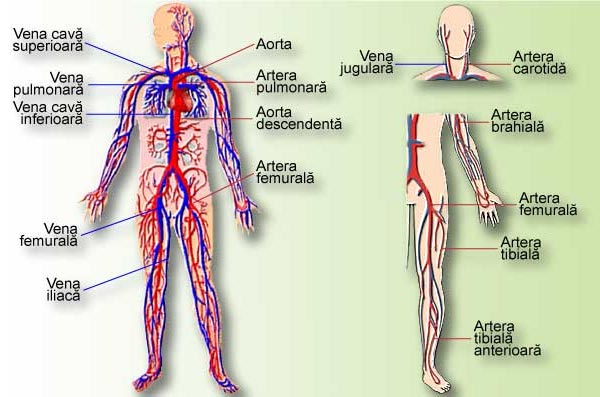 Vena cavă
superioară
Vena
pulmonară
Vena cavă
inferioară
Vena
femurală
Vena
iliacă
Aorta
Artera
pulmonară
Aorta
descendentă
Artera
femurală
Vena
jugulară
Artera
carotidă
Artera
brahială
Artera
femurală
Artera
tibială
Artera
tibială
anterioară